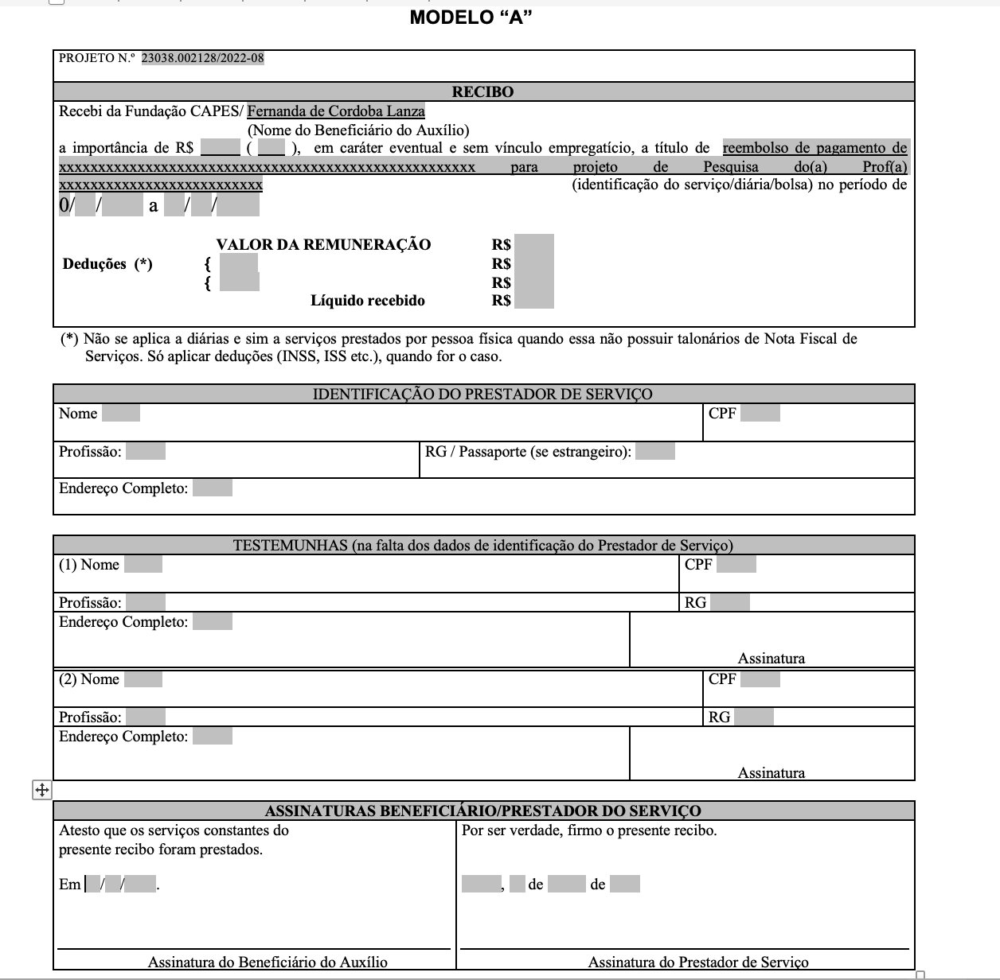 MODELO “A”
PROJETO N.º 23038.002128/2022-08
RECIBO
Recebi da Fundação CAPES/ Fernanda de Cordoba Lanza
(Nome do Beneficiário do Auxílio)
a importância de R$ ( ), em caráter eventual e sem vínculo empregatício, a título de reembolso de pagamento de
xxxxxxxxxxxxxxxxxxxxxxxxxxxxxxxxxxxxxxxxxxxxxxxxxxxxx para projeto de Pesquisa do(a) Prof(a)
xxxxxxxxxxxxxxxxxxxxxxxxxx (identificação do serviço/diária/bolsa) no período de
0/ / a / /
VALOR DA REMUNERAÇÃO R$
Deduções (*) { R$
{ R$
Líquido recebido R$
(*) Não se aplica a diárias e sim a serviços prestados por pessoa física quando essa não possuir talonários de Nota Fiscal de
Serviços. Só aplicar deduções (INSS, ISS etc.), quando for o caso.
IDENTIFICAÇÃO DO PRESTADOR DE SERVIÇO
Nome CPF
Profissão: RG / Passaporte (se estrangeiro):
Endereço Completo:
TESTEMUNHAS (na falta dos dados de identificação do Prestador de Serviço)
(1) Nome CPF
Profissão: RG
Endereço Completo:
Assinatura
(2) Nome CPF
Profissão: RG
Endereço Completo:
Assinatura
ASSINATURAS BENEFICIÁRIO/PRESTADOR DO SERVIÇO
Atesto que os serviços constantes do
presente recibo foram prestados.
Em / / .
Assinatura do Beneficiário do Auxílio
Por ser verdade, firmo o presente recibo.
, de de
Assinatura do Prestador de Serviço